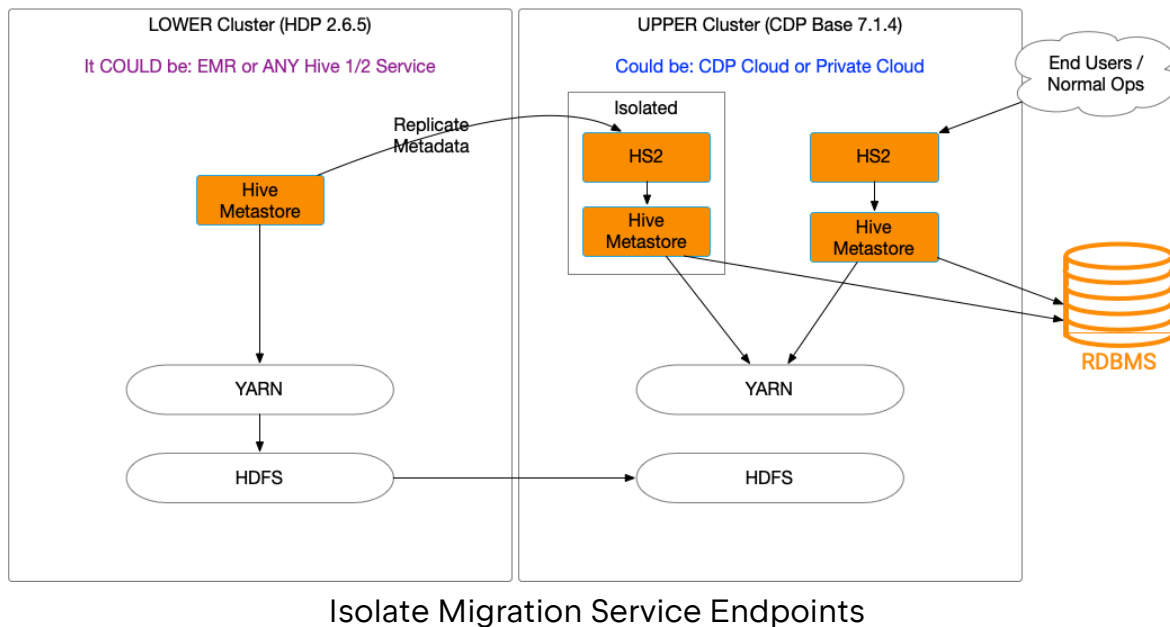 LOWER Cluster (HDP 2.6.5)
It COULD be: EMR or ANY Hive 1/2 Service
Replicate
Metadata
Hive
Metastore
YARN
HDFS
UPPER Cluster (CDP Base 7.1.4)
Could be: CDP Cloud or Private Cloud
Isolated
HS2
Hive
Metastore
HS2
Hive
Metastore
YARN
HDFS
End Users /
Normal Ops
RDBMS
Isolate Migration Service Endpoints